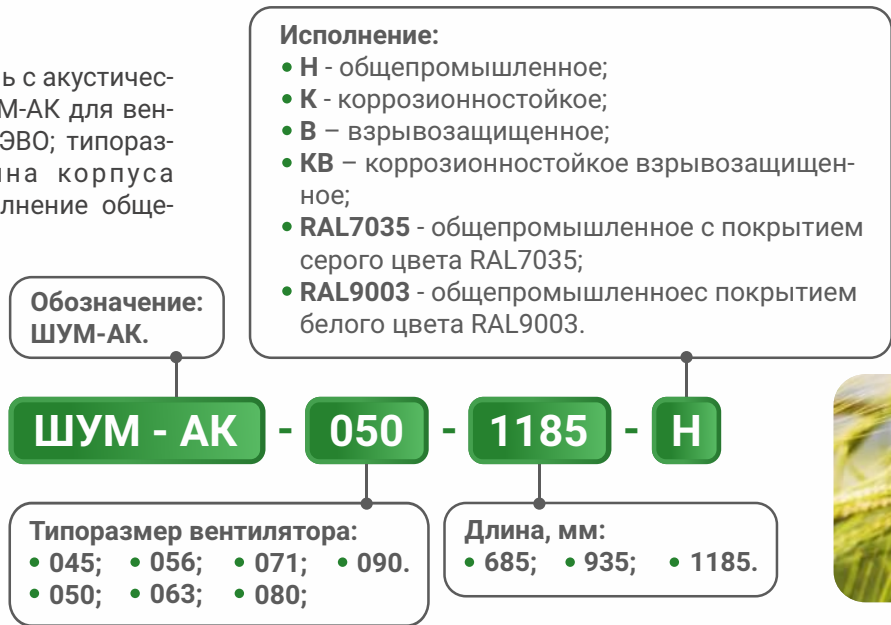 ь с акустичес-
М-АК для вен-
ЭВО; типораз-
на корпуса
лнение обще-
Исполнение:
• Н - общепромышленное;
• К - коррозионностойкое;
• В – взрывозащищенное;
• КВ – коррозионностойкое взрывозащищен-
ное;
• RAL7035 - общепромышленное с покрытием
серого цвета RAL7035;
• RAL9003 - общепромышленноес покрытием
белого цвета RAL9003.
Обозначение:
ШУМ-АК.
ШУМ - АК - 050 - 1185 - Н
Типоразмер вентилятора:
• 045; • 056; • 071; • 090.
• 050; • 063; • 080;
Длина, мм:
• 685; • 935; • 1185.